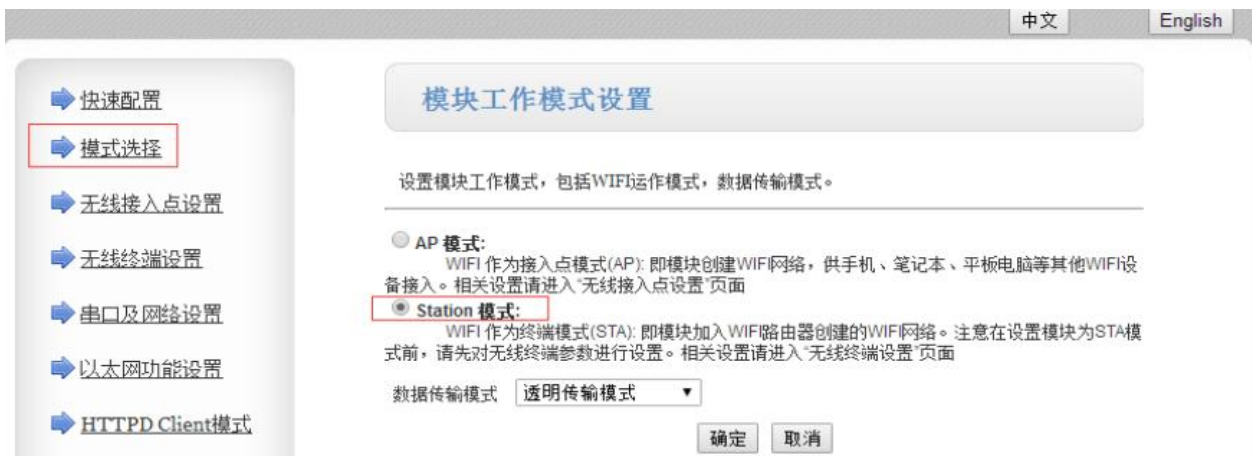 中文
English
快速配置
模式选择
无线接入点设置
无线终端设置
串口及网络设置
以太网功能设置
HTTPD Client模式
模块工作模式设置
设置模块工作模式，包括WIFI运作模式，数据传输模式。
AP 模式:
WIFI 作为接入点模式(AP): 即模块创建WIFI网络，供手机、笔记本、平板电脑等其他WIFI设
备接入。相关设置请进入“无线接入点设置”页面
Station 模式:
WIFI 作为终端模式(STA): 即模块加入WIFI路由器创建的WIFI网络。注意在设置模块为STA模
式前，请先对无线终端参数进行设置。相关设置请进入“无线终端设置”页面
数据传输模式 透明传输模式
确定 取消